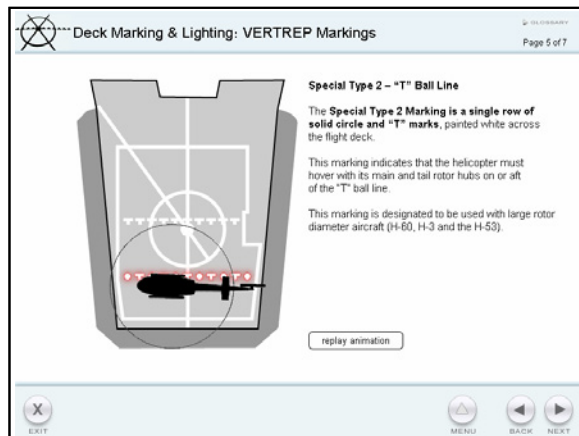 Deck Marking & Lighting: VERTREP Markings
GLOSSARY
Page 5 of 7
Special Type 2 – “T” Ball Line
The Special Type 2 Marking is a single row of
solid circle and “T” marks, painted white across
the flight deck.
This marking indicates that the helicopter must
hover with its main and tail rotor hubs on or aft
of the "T" ball line.
This marking is designated to be used with large rotor
diameter aircraft (H-60, H-3 and the H-53).
replay animation
X
EXIT
MENU
BACK
NEXT